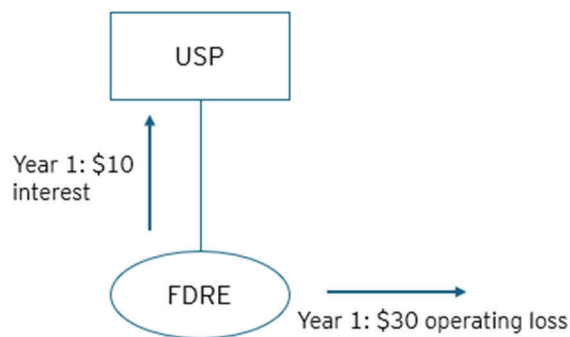 USP
Year 1: $10
interest
FDRE
Year 1: $30 operating loss